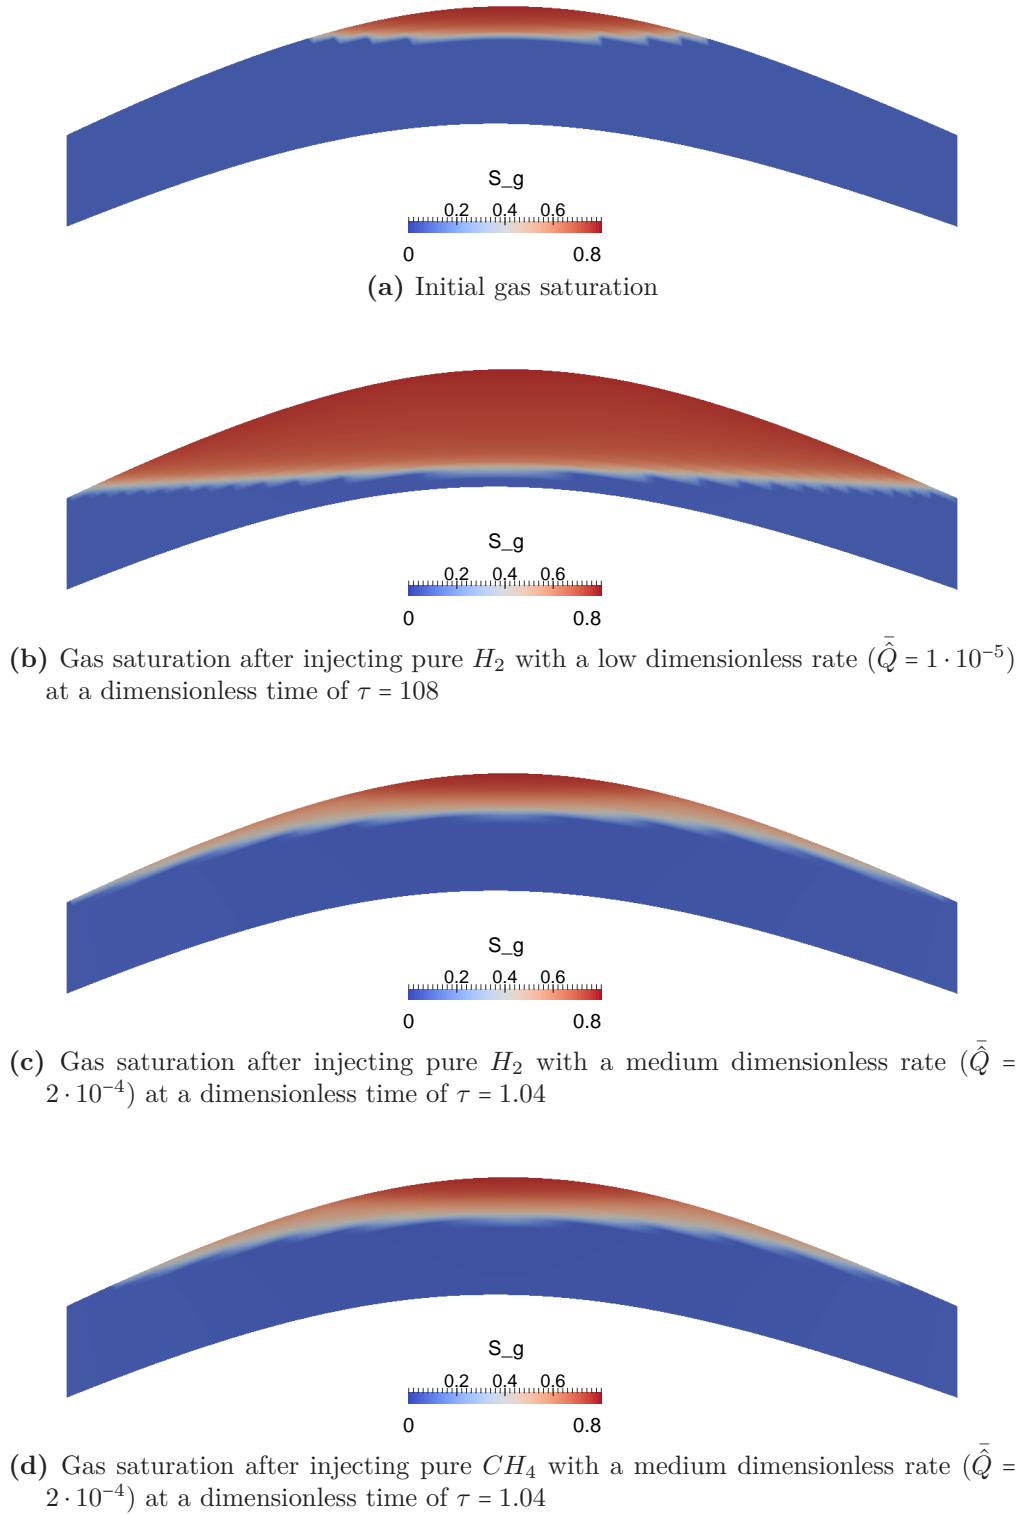 S_g
0.2 0.4 0.6
0 0.8
(a) Initial gas saturation
S_g
0.2 0.4 0.6
0 0.8
(b) Gas saturation after injecting pure H₂ with a low dimensionless rate (Q̂̄ = 1 · 10⁻⁵)
at a dimensionless time of τ = 108
S_g
0.2 0.4 0.6
0 0.8
(c) Gas saturation after injecting pure H₂ with a medium dimensionless rate (Q̂̄ =
2 · 10⁻⁴) at a dimensionless time of τ = 1.04
S_g
0.2 0.4 0.6
0 0.8
(d) Gas saturation after injecting pure CH₄ with a medium dimensionless rate (Q̂̄ =
2 · 10⁻⁴) at a dimensionless time of τ = 1.04